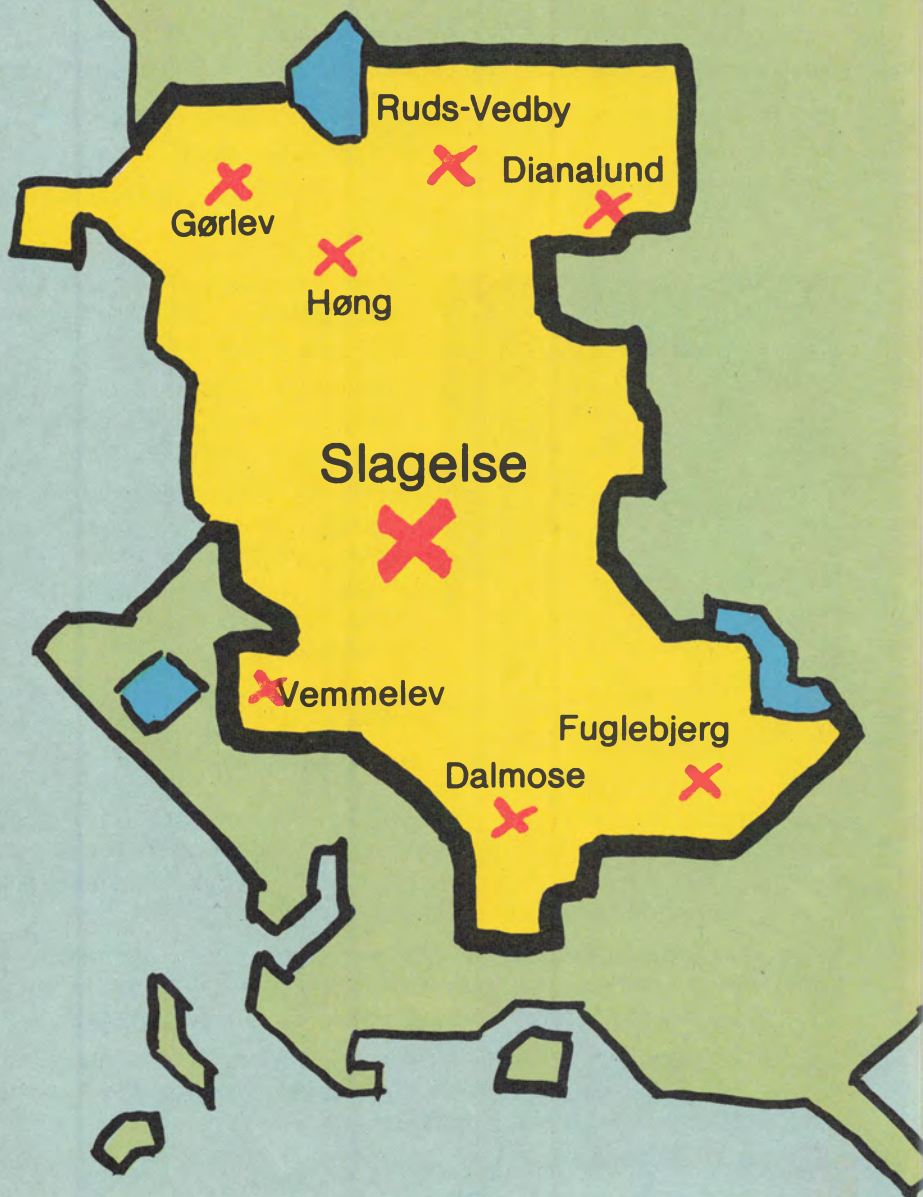 Ruds-Vedby
Dianalund
Gørlev
Høng
Slagelse
Vemmelev
Fuglebjerg
Dalmose